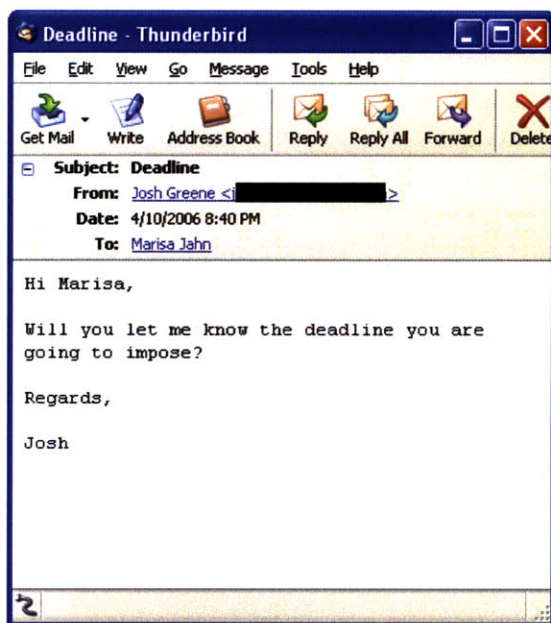 Deadline - Thunderbird
File Edit View Go Message Tools Help
Get Mail Write Address Book Reply Reply All Forward Delete
Subject: Deadline
From: Josh Greene <j >
Date: 4/10/2006 8:40 PM
To: Marisa Jahn
Hi Marisa,
Will you let me know the deadline you are
going to impose?
Regards,
Josh